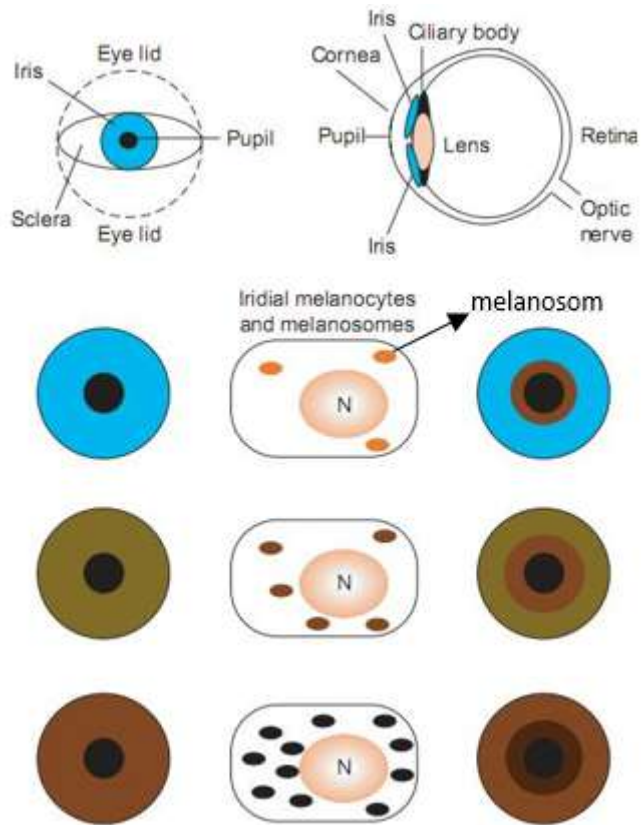 Eye lid
Iris
Pupil
Sclera
Eye lid
Iris
Ciliary body
Cornea
Pupil
Lens
Retina
Iris
Optic
nerve
Iridial melanocytes
and melanosomes
melanosom
N
N
N